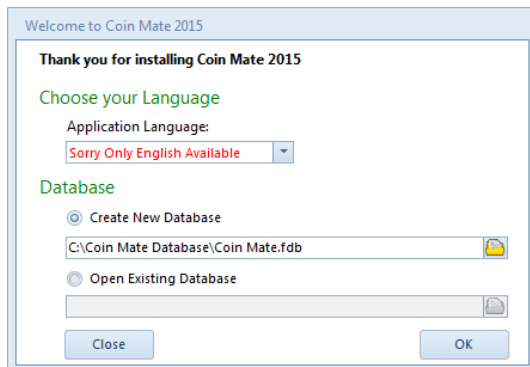 Welcome to Coin Mate 2015
Thank you for installing Coin Mate 2015
Choose your Language
Application Language:
Sorry Only English Available
Database
Create New Database
C:\Coin Mate Database\Coin Mate.fdb
Open Existing Database
Close OK